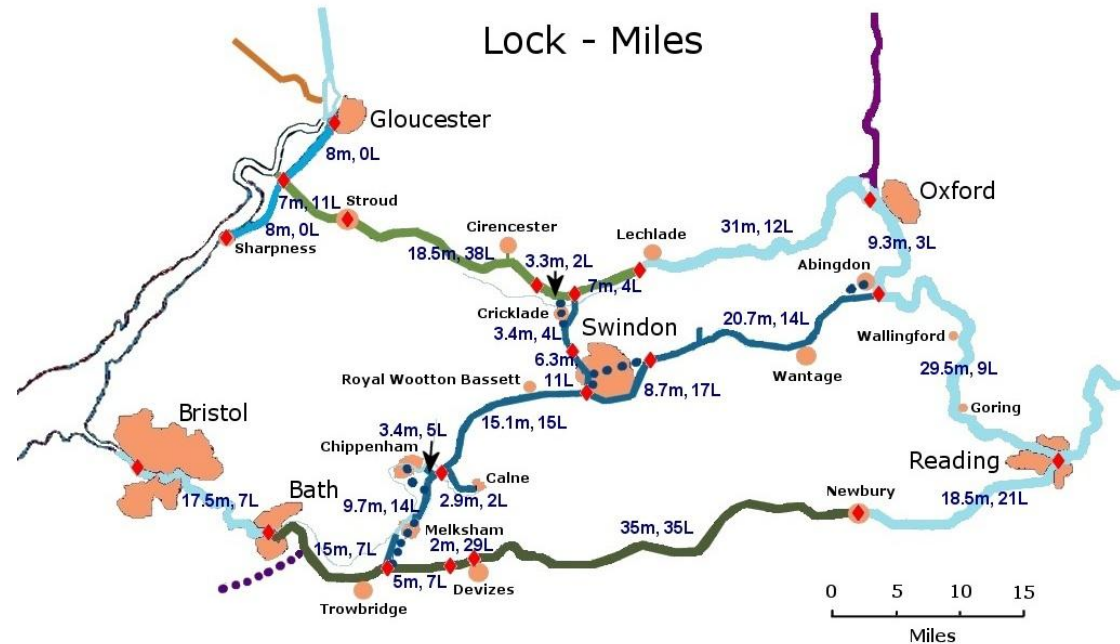 Lock - Miles
Gloucester
8m, 0L
7m, 11L
Stroud
8m, 0L
Sharpness
Cirencester
18.5m, 38L
3.3m, 2L
Lechlade
7m, 4L
31m, 12L
Oxford
9.3m, 3L
Abingdon
Cricklade
3.4m, 4L
Swindon
6.3m,
11L
20.7m, 14L
Wallingford
Wantage
29.5m, 9L
Goring
Royal Wootton Bassett
8.7m, 17L
15.1m, 15L
Bristol
3.4m, 5L
Chippenham
Calne
2.9m, 2L
Reading
18.5m, 21L
Newbury
17.5m, 7L
Bath
9.7m, 14L
Melksham
2m, 29L
35m, 35L
15m, 7L
5m, 7L
Devizes
Trowbridge
0 5 10 15
Miles